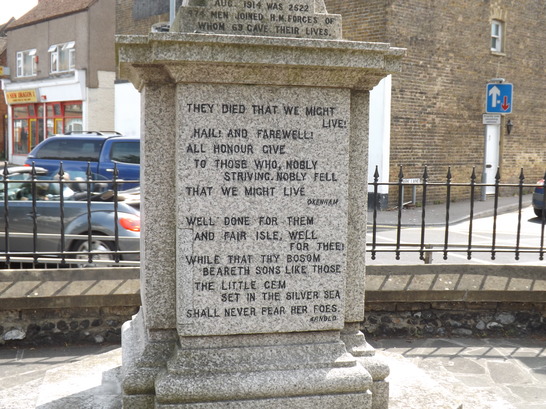 AUG. 1914, WAS 2622
474 MEN JOINED H.M. FORCES OF
WHOM 69 GAVE THEIR LIVES.
THEY DIED THAT WE MIGHT
LIVE!
HAIL! AND FAREWELL!
ALL HONOUR GIVE
TO THOSE WHO, NOBLY
STRIVING, NOBLY FELL
THAT WE MIGHT LIVE
OXENHAM.
WELL DONE FOR THEM
AND FAIR ISLE, WELL
FOR THEE!
WHILE THAT THY BOSOM
BEARETH SONS LIKE THOSE
THE LITTLE GEM
SET IN THE SILVER SEA
SHALL NEVER FEAR HER FOES.
ARNOLD.